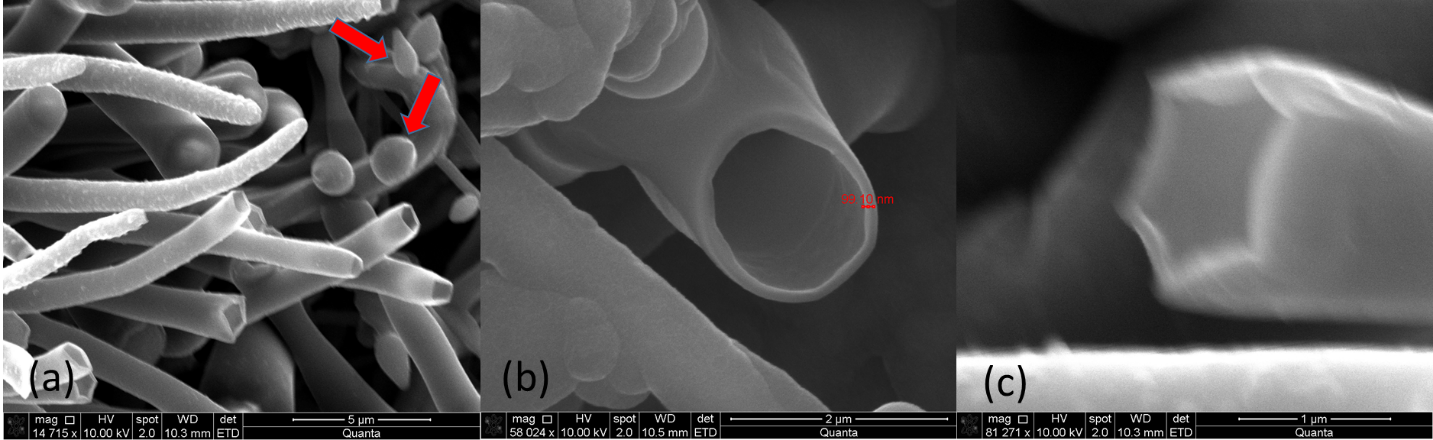 (a)
mag □ HV spot WD det
14 715 x 10.00 kV 2.0 10.3 mm ETD
5 µm
Quanta
(b)
10 nm
mag □ HV spot WD det
58 024 x 10.00 kV 2.0 10.5 mm ETD
2 µm
Quanta
(c)
mag □ HV spot WD det
81 271 x 10.00 kV 2.0 10.3 mm ETD
1 µm
Quanta